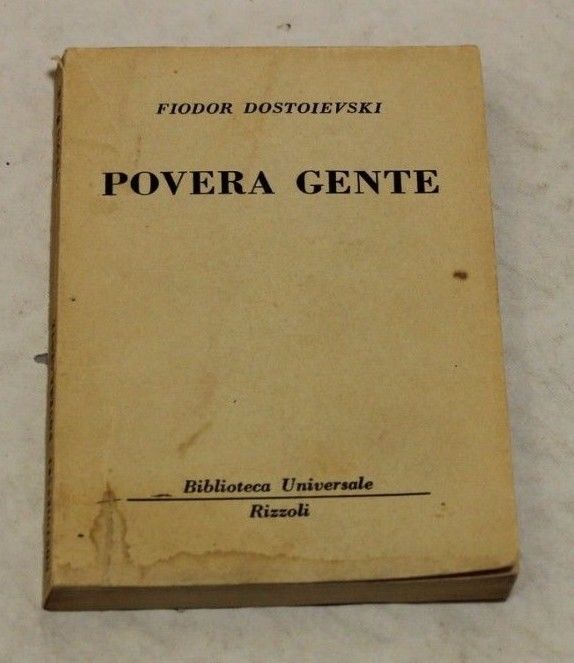 FIODOR DOSTOIEVSKI
POVERA GENTE
Biblioteca Universale
Rizzoli